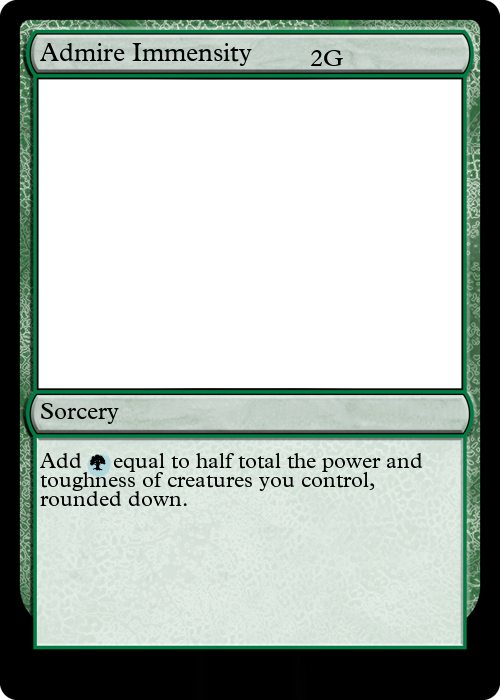 Admire Immensity 2G
Sorcery
Add equal to half total the power and
toughness of creatures you control,
rounded down.